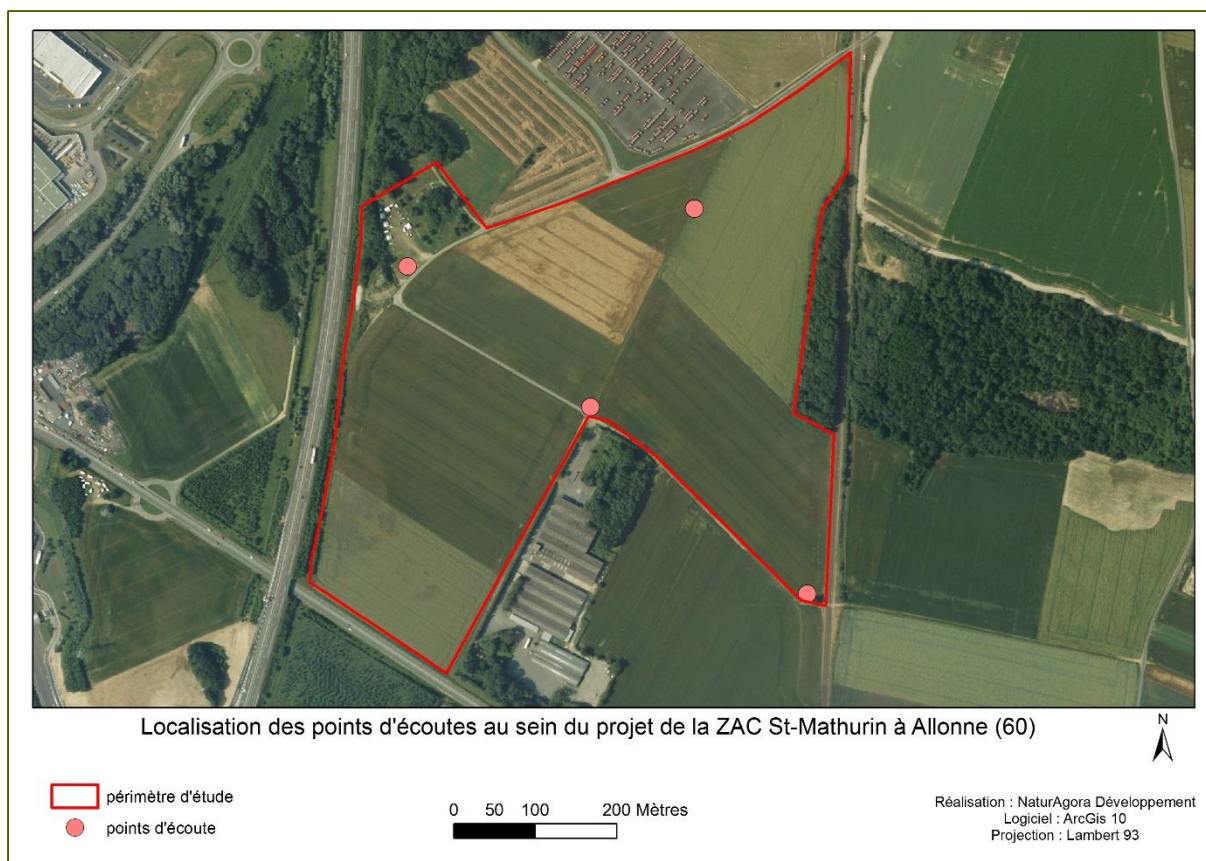 Localisation des points d'écoutes au sein du projet de la ZAC St-Mathurin à Allonne (60)
N
périmètre d'étude
points d'écoute
0 50 100 200 Mètres
Réalisation : NaturAgora Développement
Logiciel : ArcGis 10
Projection : Lambert 93